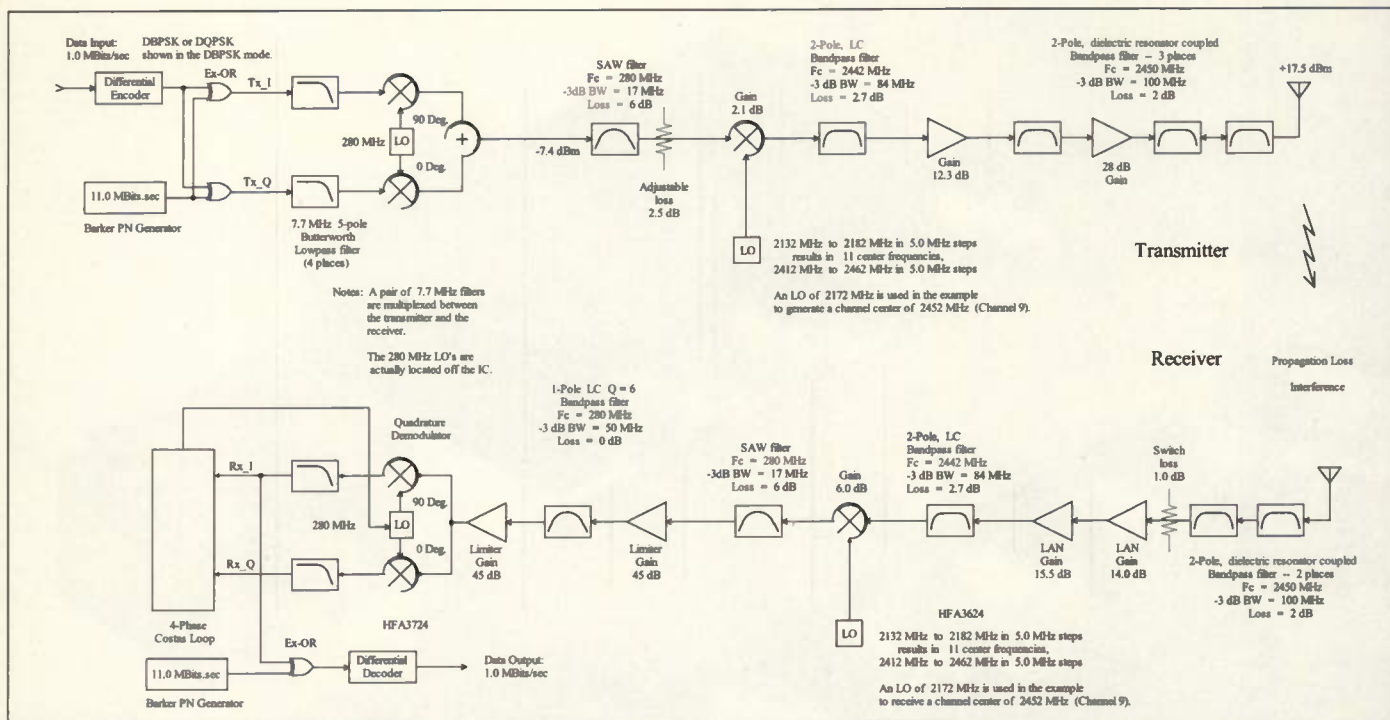 Data Input:
1.0 MBits/sec
DBPSK or DQPSK
shown in the DBPSK mode.
Differential
Encoder
Ex-OR
Tx_I
Tx_Q
11.0 MBits.sec
Barker PN Generator
7.7 MHz 5-pole
Butterworth
Lowpass filter
(4 places)
90 Deg.
280 MHz
LO
0 Deg.
+
-7.4 dBm
SAW filter
Fc = 280 MHz
-3dB BW = 17 MHz
Loss = 6 dB
Adjustable
loss
2.5 dB
Gain
2.1 dB
LO
2-Pole, LC
Bandpass filter
Fc = 2442 MHz
-3 dB BW = 84 MHz
Loss = 2.7 dB
Gain
12.3 dB
2-Pole, dielectric resonator coupled
Bandpass filter -- 3 places
Fc = 2450 MHz
-3 dB BW = 100 MHz
Loss = 2 dB
28 dB
Gain
+17.5 dBm
2132 MHz to 2182 MHz in 5.0 MHz steps
results in 11 center frequencies,
2412 MHz to 2462 MHz in 5.0 MHz steps
An LO of 2172 MHz is used in the example
to generate a channel center of 2452 MHz (Channel 9).
Transmitter
Notes: A pair of 7.7 MHz filters
are multiplexed between
the transmitter and the
receiver.
The 280 MHz LO's are
actually located off the IC.
Receiver
Propagation Loss
Interference
4-Phase
Costas Loop
Rx_I
Rx_Q
Quadrature
Demodulator
90 Deg.
280 MHz
LO
0 Deg.
HFA3724
Limiter
Gain
45 dB
1-Pole LC Q = 6
Bandpass filter
Fc = 280 MHz
-3 dB BW = 50 MHz
Loss = 0 dB
Limiter
Gain
45 dB
SAW filter
Fc = 280 MHz
-3dB BW = 17 MHz
Loss = 6 dB
Gain
6.0 dB
LO
2-Pole, LC
Bandpass filter
Fc = 2442 MHz
-3 dB BW = 84 MHz
Loss = 2.7 dB
LAN
Gain
15.5 dB
LAN
Gain
14.0 dB
Switch
loss
1.0 dB
2-Pole, dielectric resonator coupled
Bandpass filter -- 2 places
Fc = 2450 MHz
-3 dB BW = 100 MHz
Loss = 2 dB
HFA3624
2132 MHz to 2182 MHz in 5.0 MHz steps
results in 11 center frequencies,
2412 MHz to 2462 MHz in 5.0 MHz steps
An LO of 2172 MHz is used in the example
to receive a channel center of 2452 MHz (Channel 9).
Ex-OR
11.0 MBits.sec
Barker PN Generator
Differential
Decoder
Data Output:
1.0 MBits/sec